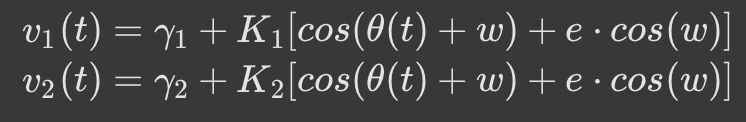 v₁(t) = γ₁ + K₁[cos(θ(t) + w) + e · cos(w)]
v₂(t) = γ₂ + K₂[cos(θ(t) + w) + e · cos(w)]